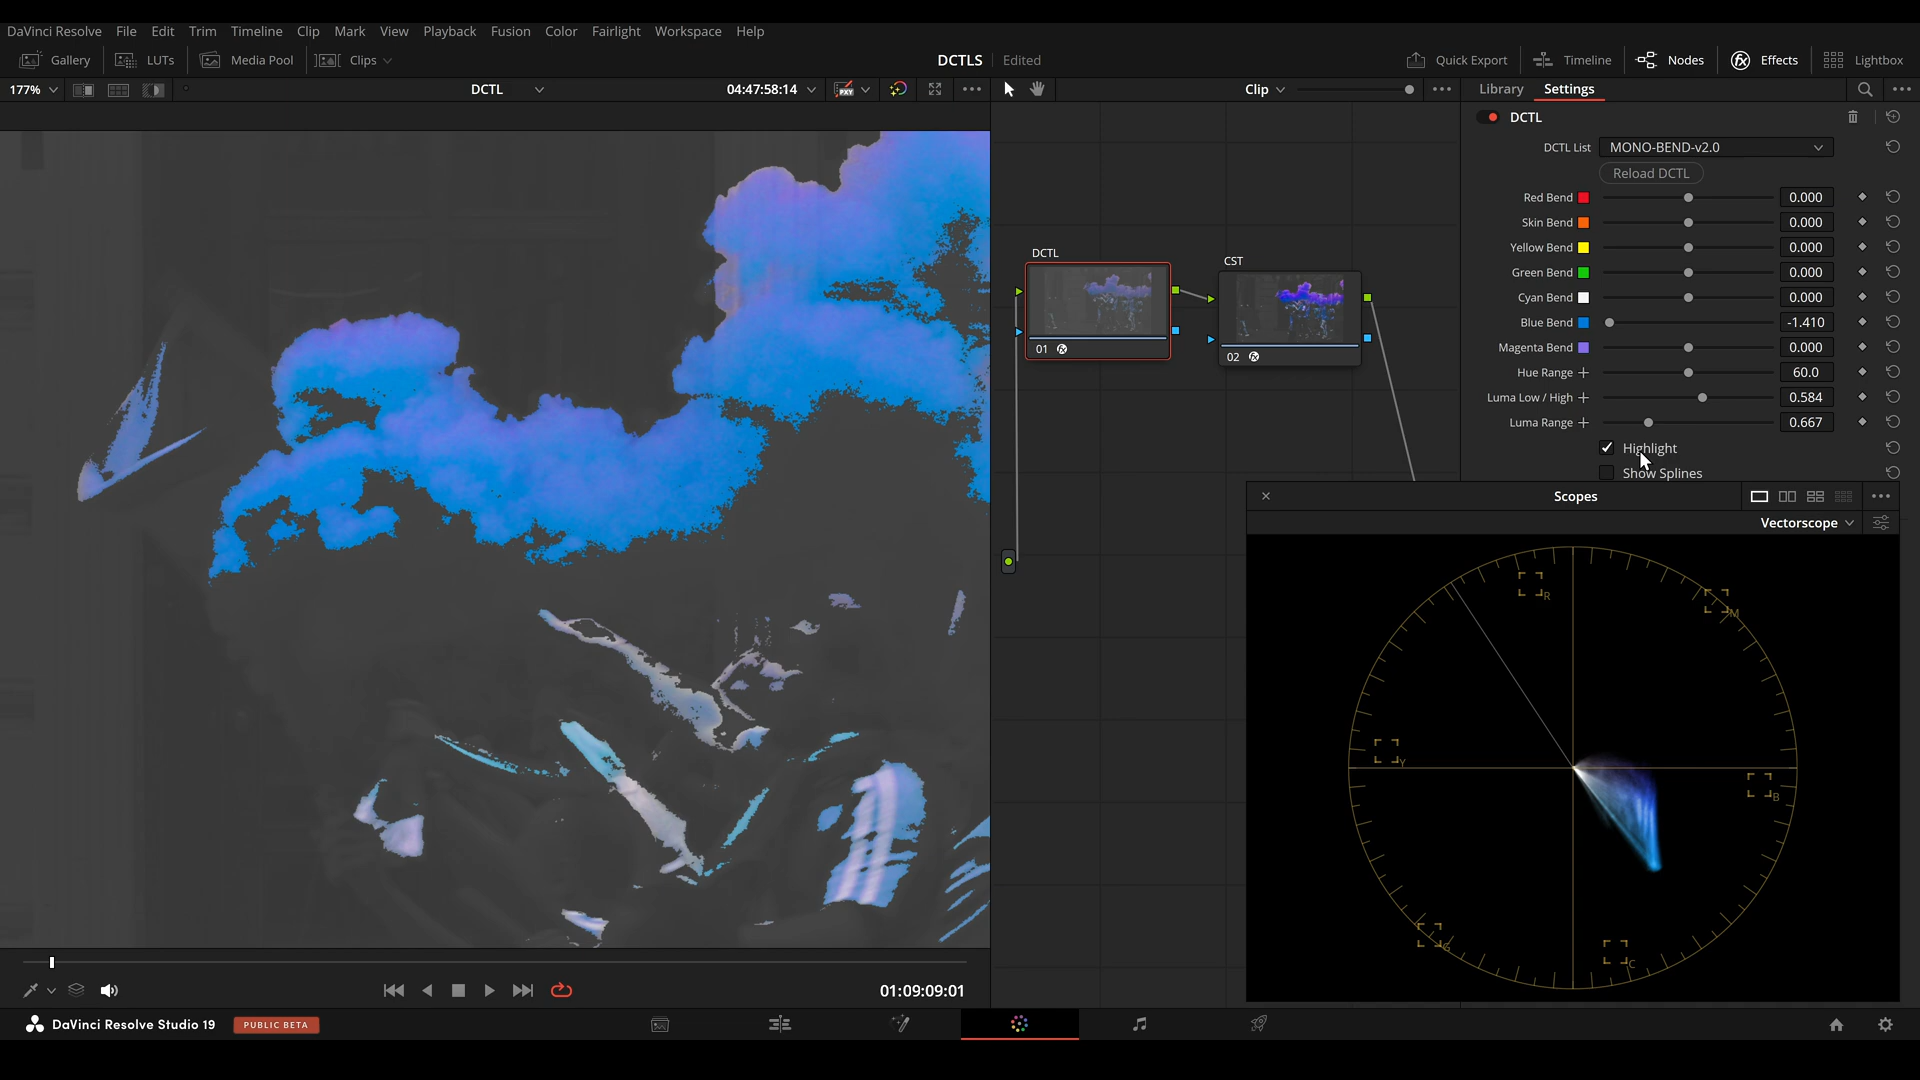 DaVinci Resolve File Edit Trim Timeline Clip Mark View Playback Fusion Color Fairlight Workspace Help
Gallery LUTs Media Pool Clips DCTLS Edited Quick Export Timeline Nodes Effects Lightbox
177% DCTL 04:47:58:14 PXY Clip Library Settings
DCTL
DCTL List MONO-BEND-v2.0
Reload DCTL
Red Bend 0.000
Skin Bend 0.000
Yellow Bend 0.000
Green Bend 0.000
Cyan Bend 0.000
Blue Bend -1.410
Magenta Bend 0.000
Hue Range 60.0
Luma Low / High 0.584
Luma Range 0.667
Highlight
Show Splines
DCTL
01
CST
02
Scopes
Vectorscope
R
M
Y
B
G
C
01:09:09:01
DaVinci Resolve Studio 19 PUBLIC BETA